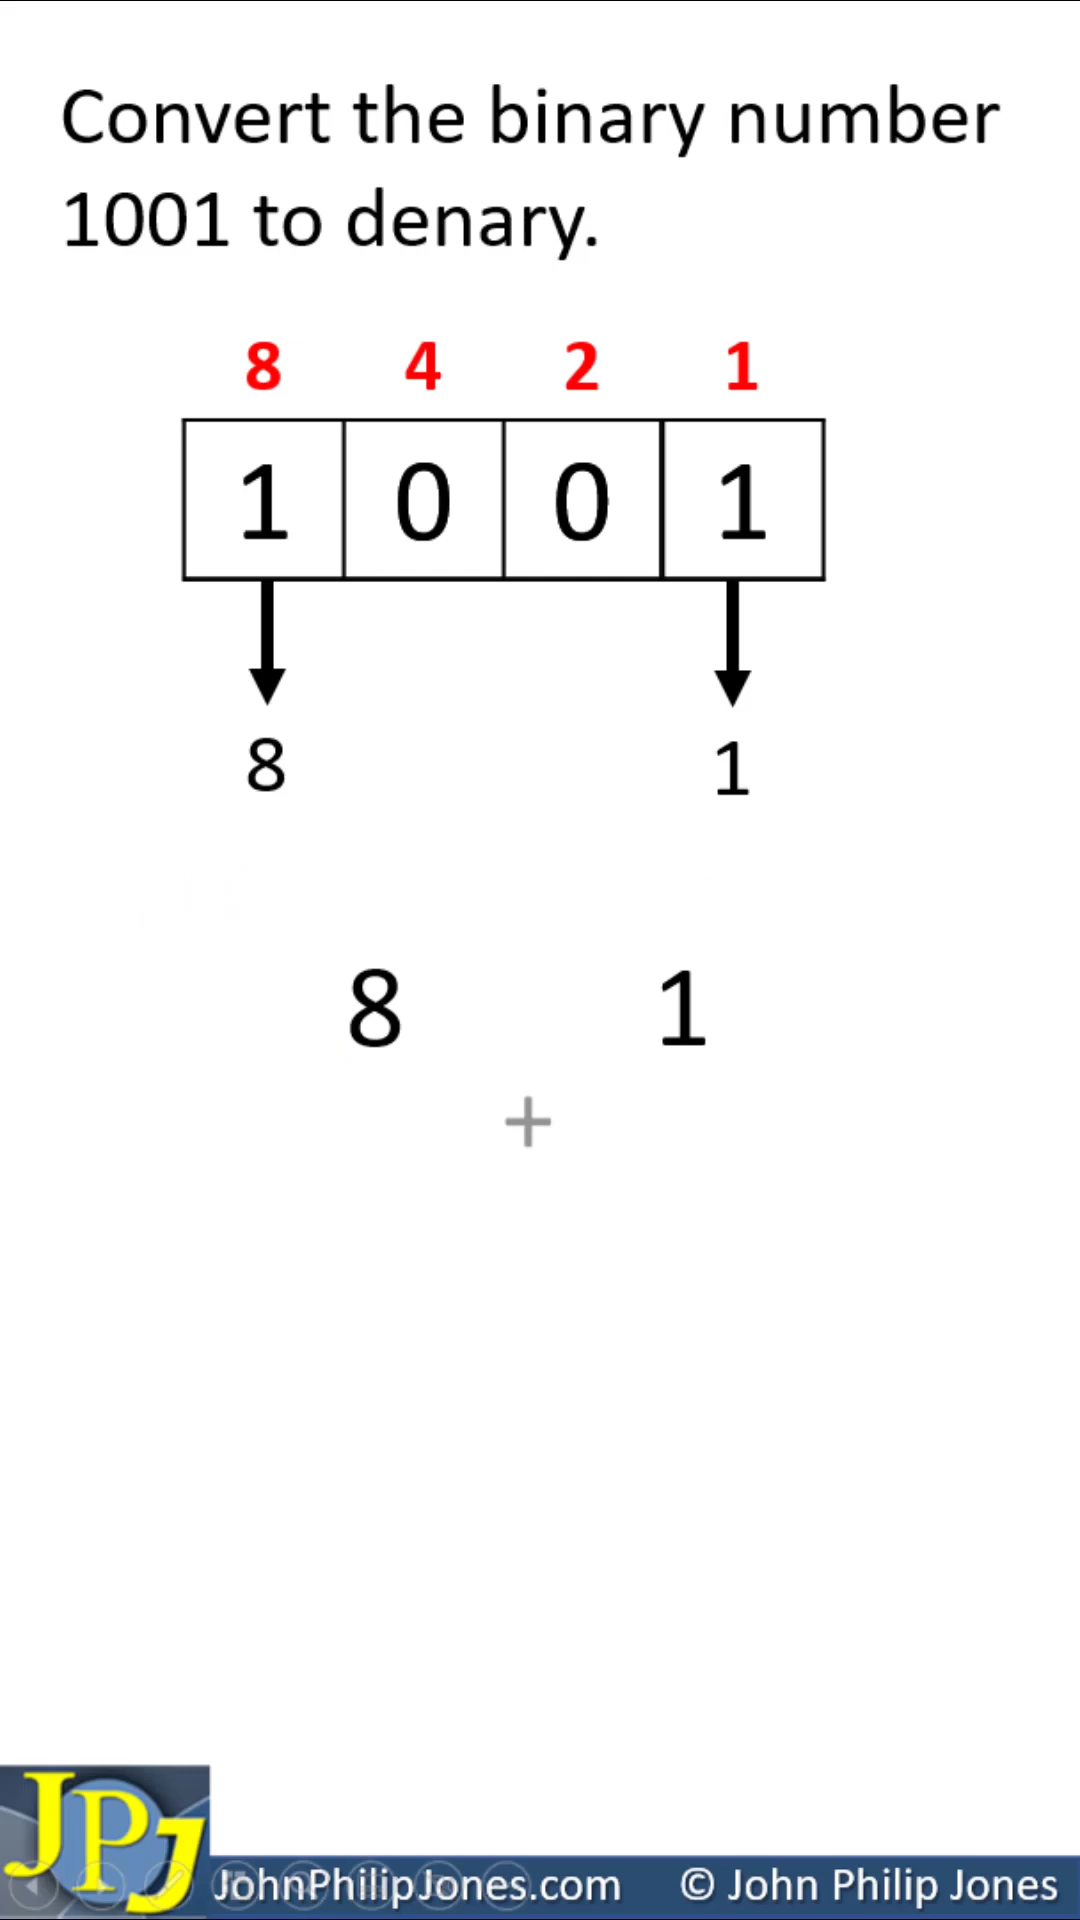 Convert the binary number
1001 to denary.
8 4 2 1
1 0 0 1
8 1
8 1
+
JPJ
JohnPhilipJones.com © John Philip Jones